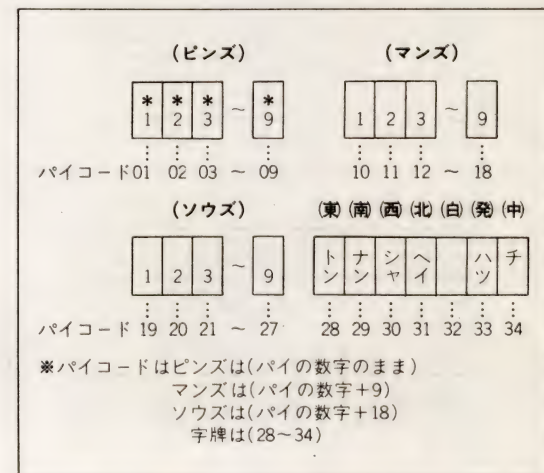 (ピンズ) (マンズ)
* * * *
1 2 3 ～ 9 1 2 3 ～ 9
パイコード01 02 03 ～ 09 10 11 12 ～ 18
(ソウズ) (東) (南) (西) (北) (白) (発) (中)
1 2 3 ～ 9 トン ナン シャ ヘイ ハツ チ
パイコード 19 20 21 ～ 27 28 29 30 31 32 33 34
※パイコードはピンズは(パイの数字のまま)
マンズは(パイの数字+9)
ソウズは(パイの数字+18)
字牌は(28～34)